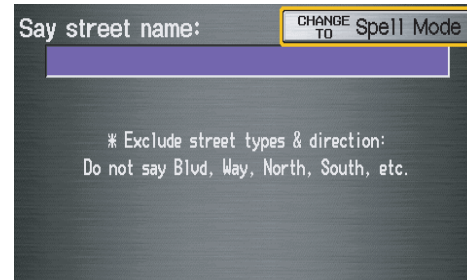 Say street name:
CHANGE TO Spell Mode
* Exclude street types & direction:
Do not say Blvd, Way, North, South, etc.